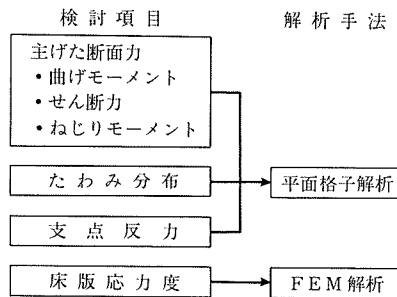 検討項目
解析手法
主げた断面力
・曲げモーメント
・せん断力
・ねじりモーメント
たわみ分布
平面格子解析
支点反力
床版応力度
FEM解析